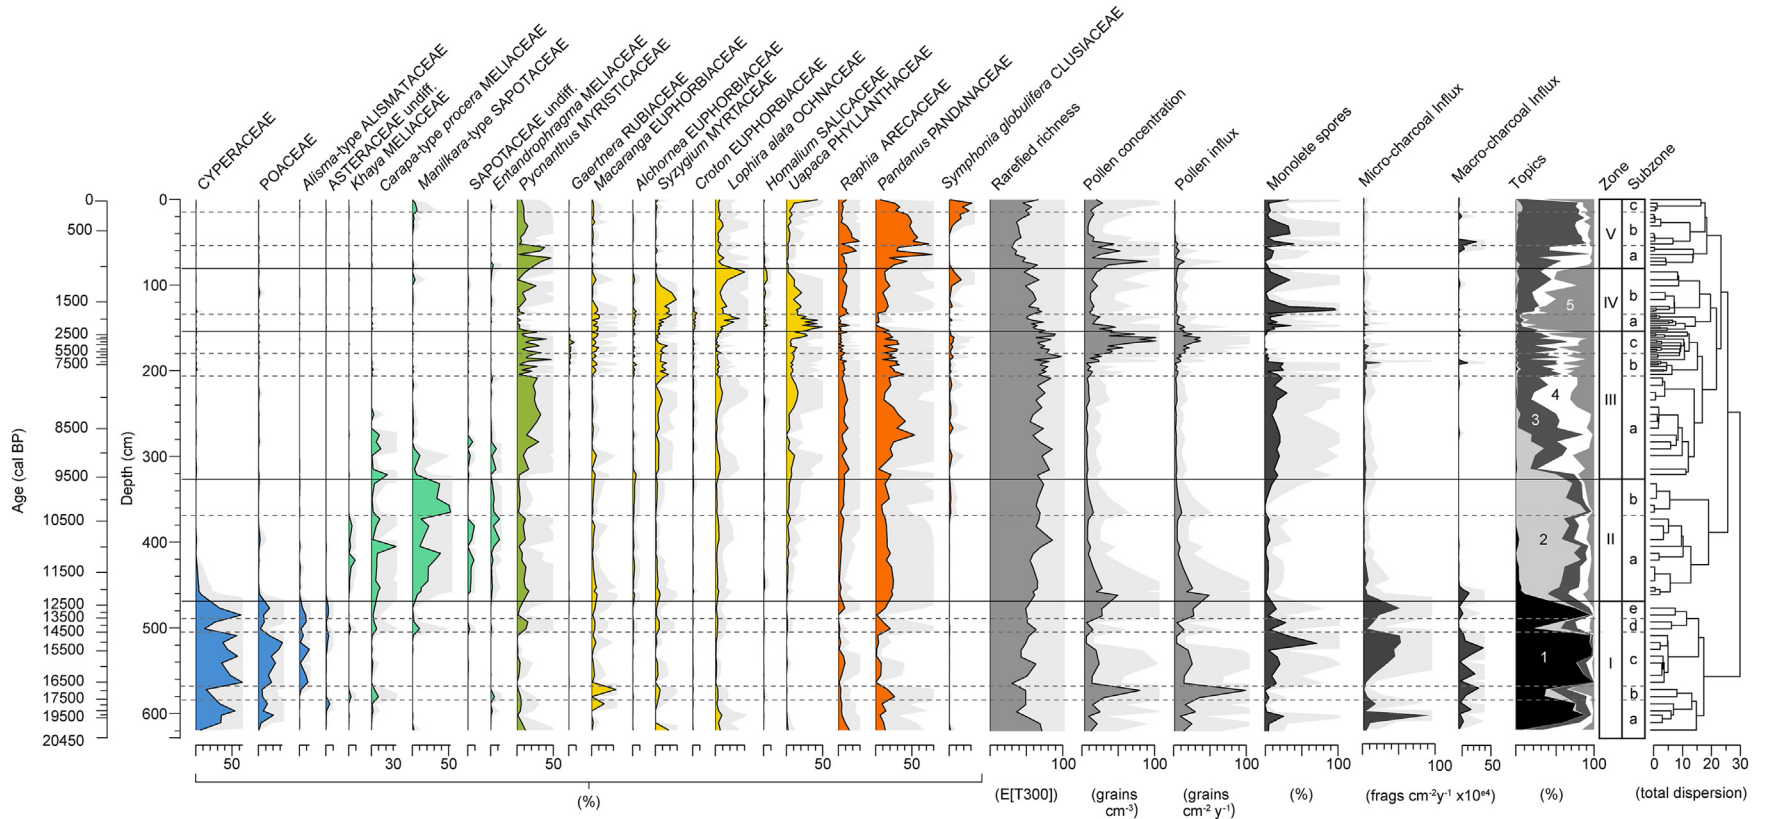 CYPERACEAE
POACEAE
Alisma-type ALISMATACEAE
ASTERACEAE undiff.
Khaya MELIACEAE
Carapa-type procera MELIACEAE
Manilkara-type SAPOTACEAE
SAPOTACEAE undiff.
Entandrophragma MELIACEAE
Pycnanthus MYRISTICACEAE
Gaertnera RUBIACEAE
Macaranga EUPHORBIACEAE
Alchornea EUPHORBIACEAE
Syzygium MYRTACEAE
Croton EUPHORBIACEAE
Lophira alata OCHNACEAE
Homalium SALICACEAE
Uapaca PHYLLANTHACEAE
Raphia ARECACEAE
Pandanus PANDANACEAE
Symphonia globulifera CLUSIACEAE
Rarefied richness
Pollen concentration
Pollen influx
Monolete spores
Micro-charcoal Influx
Macro-charcoal Influx
Topics
Zone
Subzone
Age (cal BP)
0
500
1500
2500
5500
7500
8500
9500
10500
11500
12500
13500
14500
15500
16500
17500
19500
20450
Depth (cm)
0
100
200
300
400
500
600
1
2
3
4
5
V
IV
III
II
I
c
b
a
b
a
c
b
a
b
a
e
d
c
b
a
50
30
50
50
50
50
100
100
100
100
100
50
0 10 20 30
(%)
(E[T300])
(grains cm-3)
(grains cm-2 y-1)
(%)
(frags cm-2y-1 x10e4)
(%)
(total dispersion)